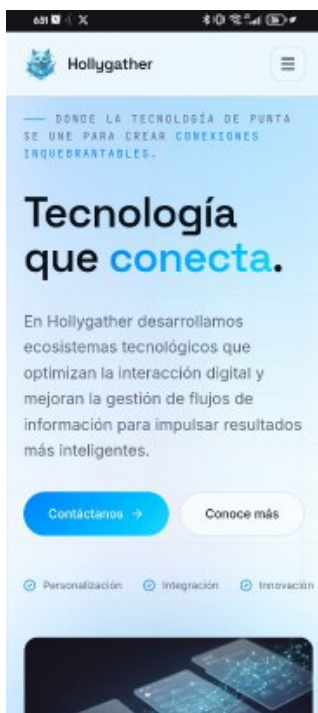 6:51
Hollygather
DONDE LA TECNOLOGÍA DE PUNTA
SE UNE PARA CREAR CONEXIONES
INQUEBRANTABLES.
Tecnología
que conecta.
En Hollygather desarrollamos
ecosistemas tecnológicos que
optimizan la interacción digital y
mejoran la gestión de flujos de
información para impulsar resultados
más inteligentes.
Contáctanos → Conoce más
Personalización Integración Innovación